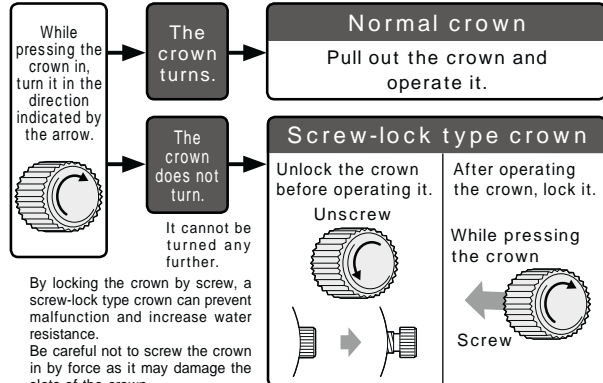 While
pressing the
crown in,
turn it in the
direction
indicated by
the arrow.
The
crown
turns.
Normal crown
Pull out the crown and
operate it.
The
crown
does not
turn.
It cannot be
turned any
further.
Screw-lock type crown
Unlock the crown
before operating it.
Unscrew
After operating
the crown, lock it.
While pressing
the crown
Screw
By locking the crown by screw, a
screw-lock type crown can prevent
malfunction and increase water
resistance.
Be careful not to screw the crown
in by force as it may damage the
slots of the crown.